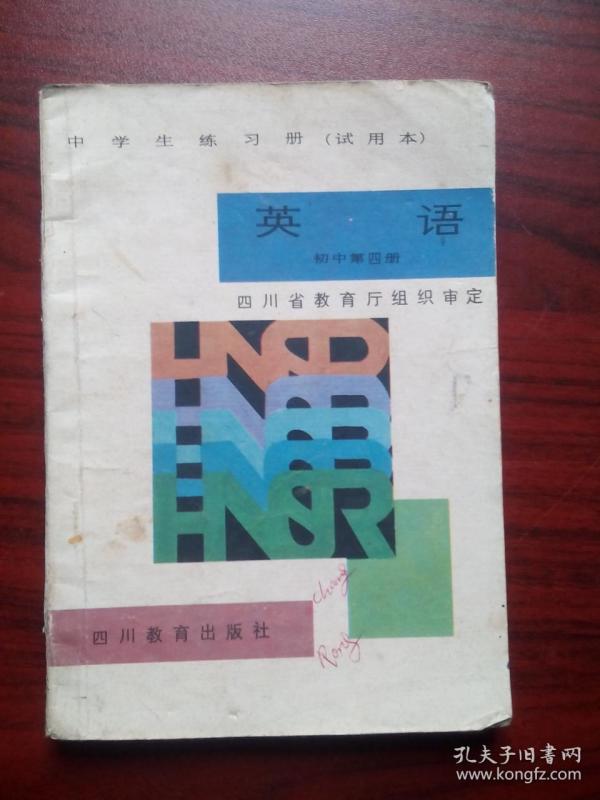 中学生练习册（试用本）
英语
初中第四册
四川省教育厅组织审定
Chang
Rong
四川教育出版社
孔夫子旧书网
www.kongfz.com